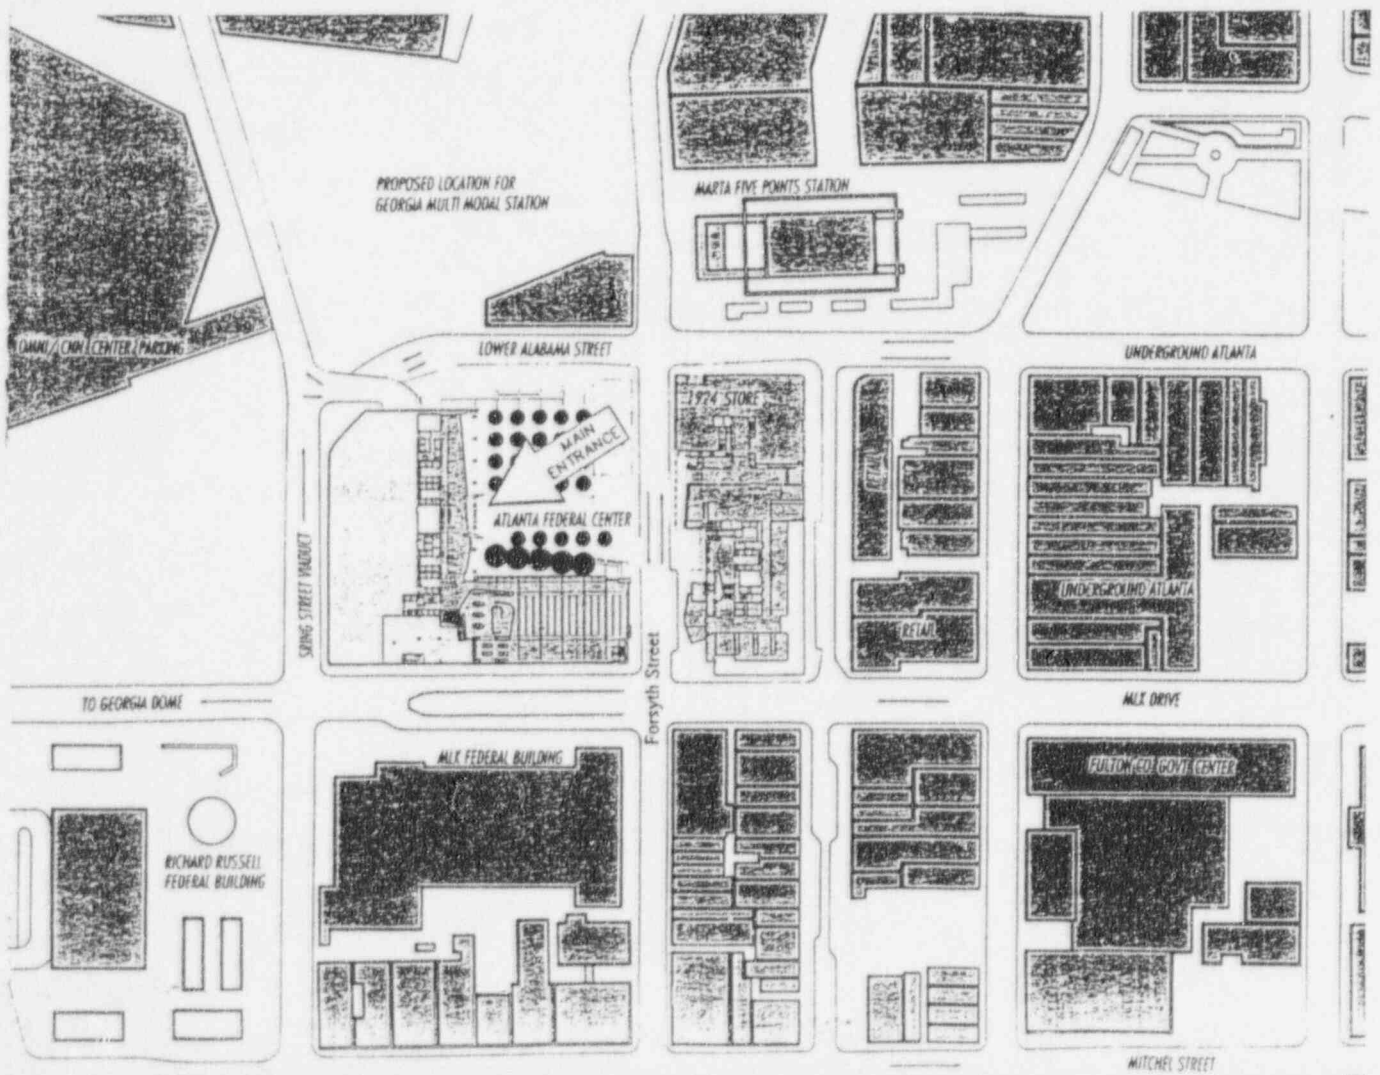 PROPOSED LOCATION FOR
GEORGIA MULTI MODAL STATION
MARTA FIVE POINTS STATION
OMNI / CNN CENTER PARKING
LOWER ALABAMA STREET
UNDERGROUND ATLANTA
1924 STORE
MAIN
ENTRANCE
RETAIL
ATLANTA FEDERAL CENTER
SRING STREET VIADUCT
UNDERGROUND ATLANTA
RETAIL
Forsyth Street
TO GEORGIA DOME
MLK DRIVE
MLK FEDERAL BUILDING
FULTON CO. GOVT CENTER
RICHARD RUSSELL
FEDERAL BUILDING
MITCHEL STREET